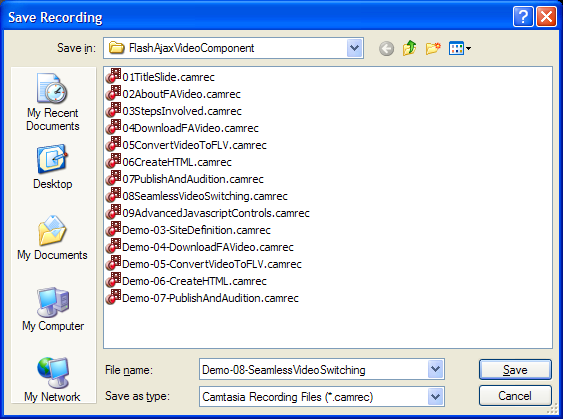 Save Recording
Save in: FlashAjaxVideoComponent
My Recent
Documents
Desktop
My Documents
My Computer
My Network
01TitleSlide.camrec
02AboutFAVideo.camrec
03StepsInvolved.camrec
04DownloadFAVideo.camrec
05ConvertVideoToFLV.camrec
06CreateHTML.camrec
07PublishAndAudition.camrec
08SeamlessVideoSwitching.camrec
09AdvancedJavascriptControls.camrec
Demo-03-SiteDefinition.camrec
Demo-04-DownloadFAVideo.camrec
Demo-05-ConvertVideoToFLV.camrec
Demo-06-CreateHTML.camrec
Demo-07-PublishAndAudition.camrec
File name: Demo-08-SeamlessVideoSwitching Save
Save as type: Camtasia Recording Files (*.camrec) Cancel